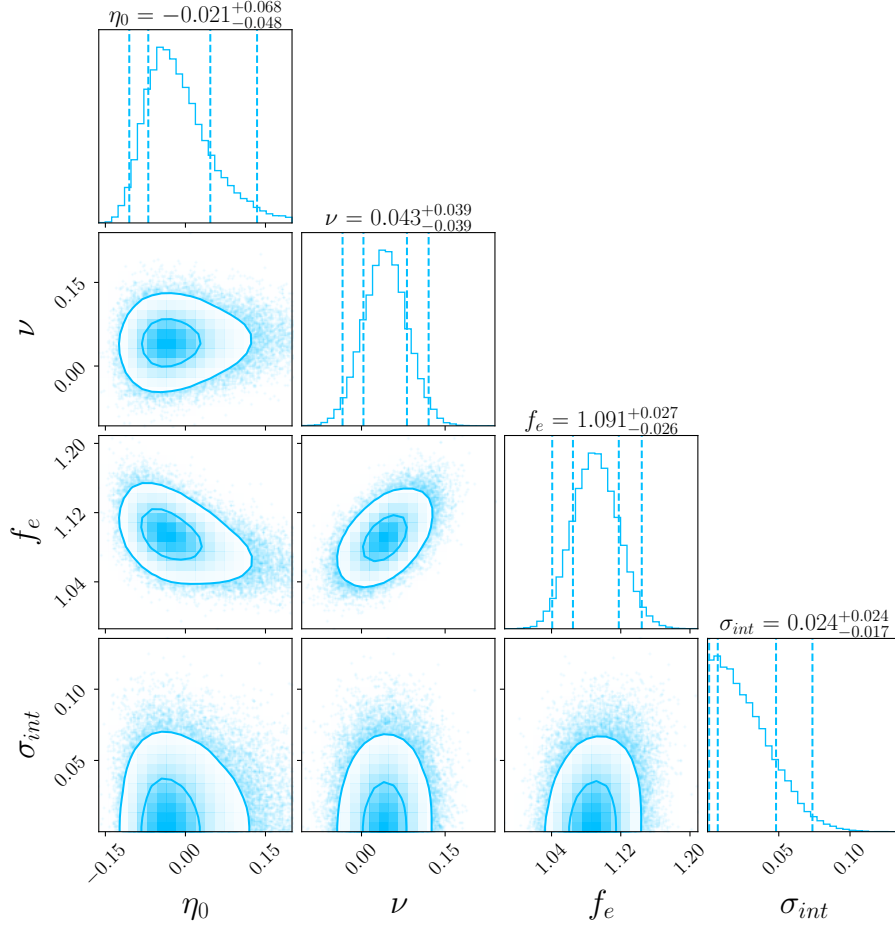 η₀ = −0.021⁺⁰·⁰⁶⁸₋₀.₀₄₈
ν = 0.043⁺⁰·⁰³⁹₋₀.₀₃₉
0.15
0.00
ν
f_e = 1.091⁺⁰·⁰²⁷₋₀.₀₂₆
1.20
1.12
1.04
f_e
σ_int = 0.024⁺⁰·⁰²⁴₋₀.₀₁₇
0.10
0.05
σ_int
−0.15 0.00 0.15 0.00 0.15 1.04 1.12 1.20 0.05 0.10
η₀ ν f_e σ_int